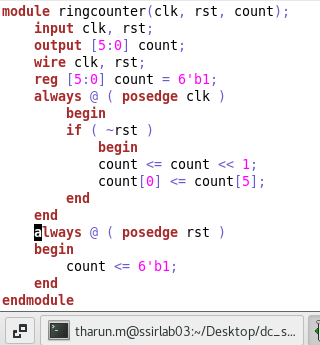 module ringcounter(clk, rst, count);
    input clk, rst;
    output [5:0] count;
    wire clk, rst;
    reg [5:0] count = 6'b1;
    always @ ( posedge clk )
        begin
        if ( ~rst )
            begin
            count <= count << 1;
            count[0] <= count[5];
        end
    end
    always @ ( posedge rst )
    begin
        count <= 6'b1;
    end
endmodule
tharun.m@ssirlab03:~/Desktop/dc_s...